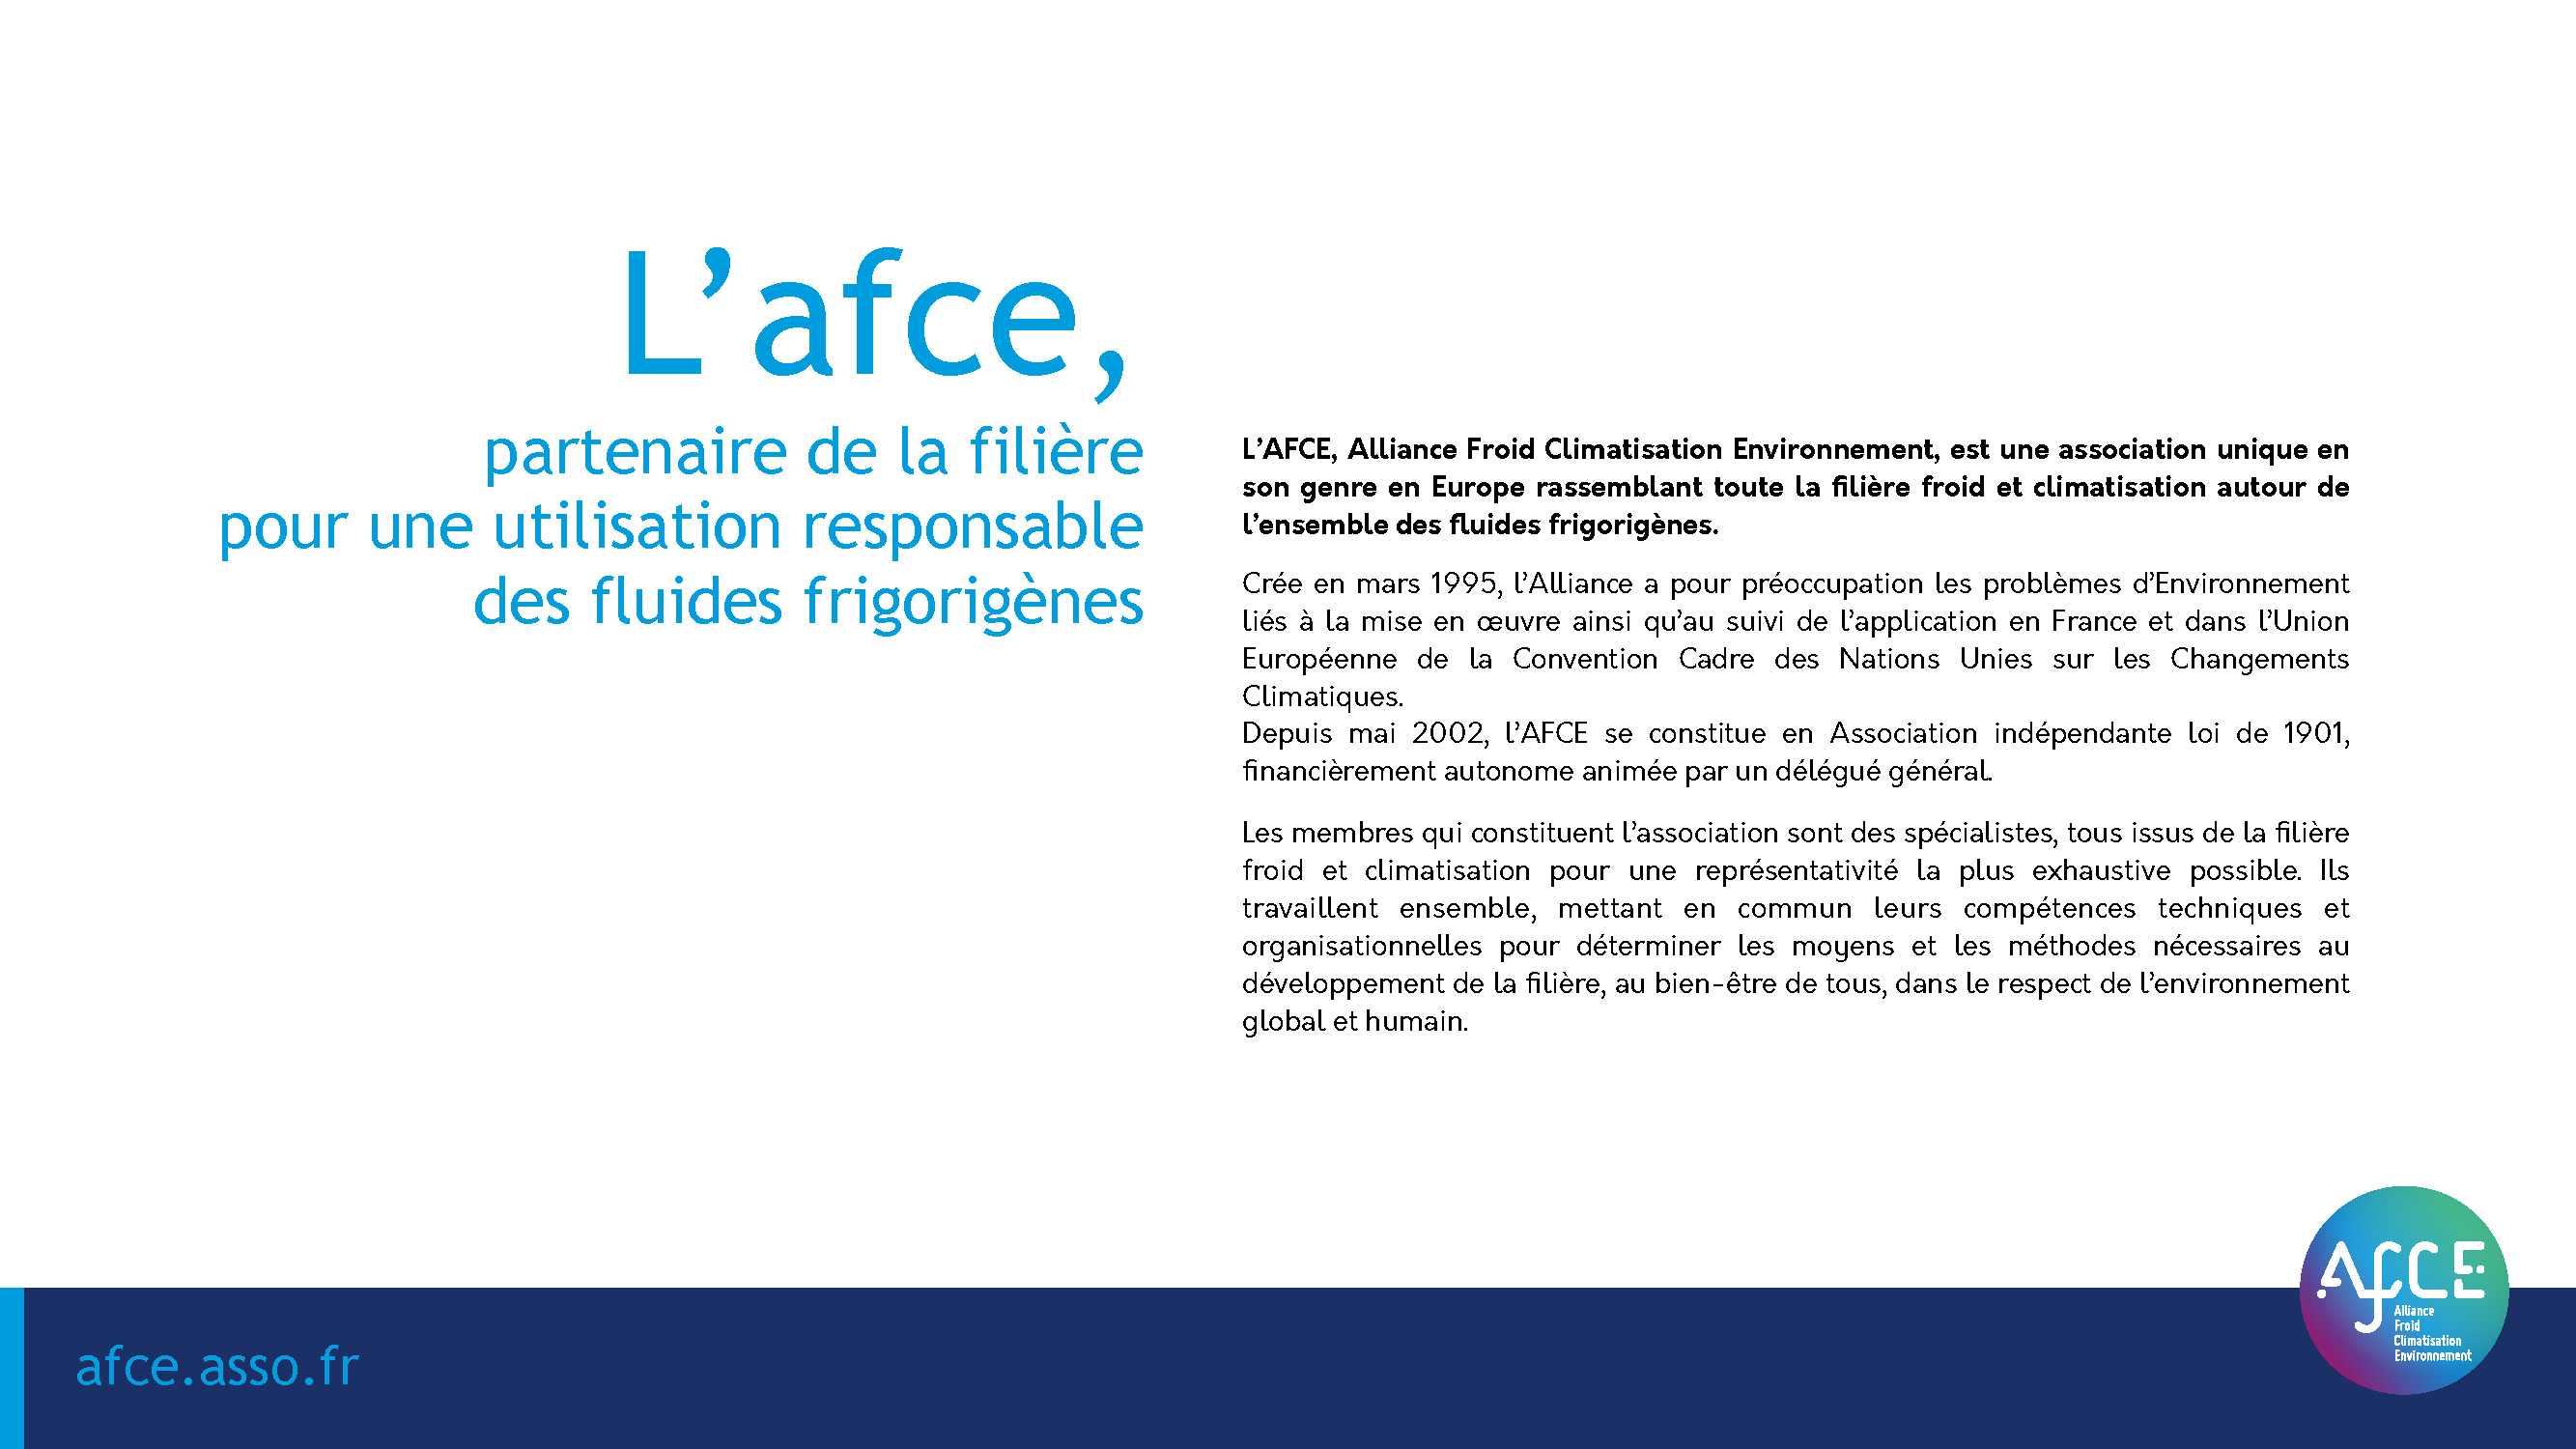 L’afce,
partenaire de la filière
pour une utilisation responsable
des fluides frigorigènes
L’AFCE, Alliance Froid Climatisation Environnement, est une association unique en
son genre en Europe rassemblant toute la filière froid et climatisation autour de
l’ensemble des fluides frigorigènes.
Crée en mars 1995, l’Alliance a pour préoccupation les problèmes d’Environnement
liés à la mise en œuvre ainsi qu’au suivi de l’application en France et dans l’Union
Européenne de la Convention Cadre des Nations Unies sur les Changements
Climatiques.
Depuis mai 2002, l’AFCE se constitue en Association indépendante loi de 1901,
financièrement autonome animée par un délégué général.
Les membres qui constituent l’association sont des spécialistes, tous issus de la filière
froid et climatisation pour une représentativité la plus exhaustive possible. Ils
travaillent ensemble, mettant en commun leurs compétences techniques et
organisationnelles pour déterminer les moyens et les méthodes nécessaires au
développement de la filière, au bien-être de tous, dans le respect de l’environnement
global et humain.
afce.asso.fr
AFCE
Alliance
Froid
Climatisation
Environnement